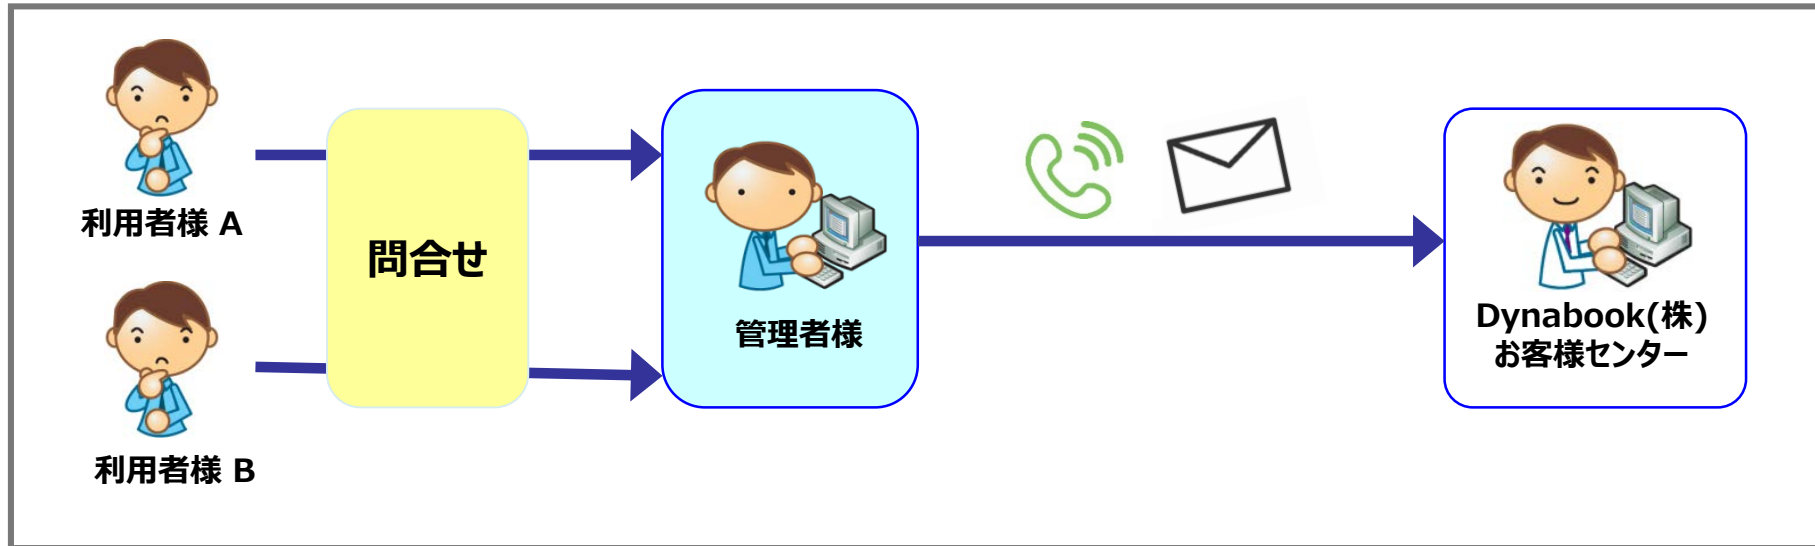 利用者様 A
問合せ
管理者様
Dynabook(株)
お客様センター
利用者様 B